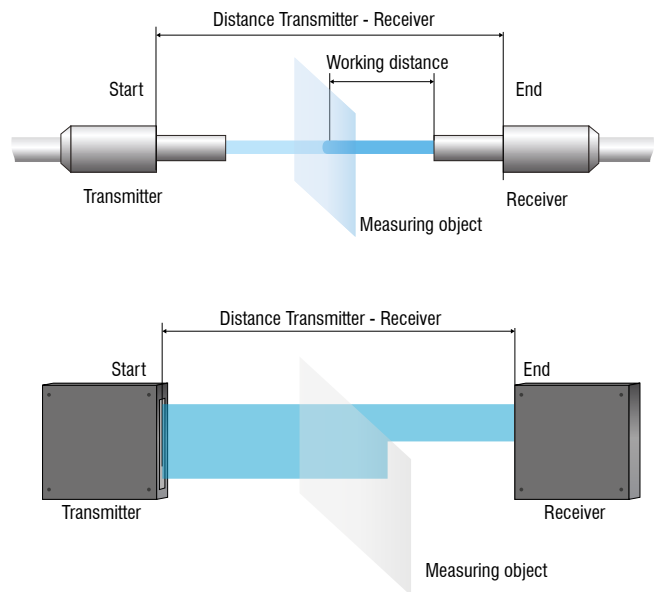 Distance Transmitter - Receiver
Working distance
Start
End
Transmitter
Receiver
Measuring object
Distance Transmitter - Receiver
Start
End
Transmitter
Receiver
Measuring object